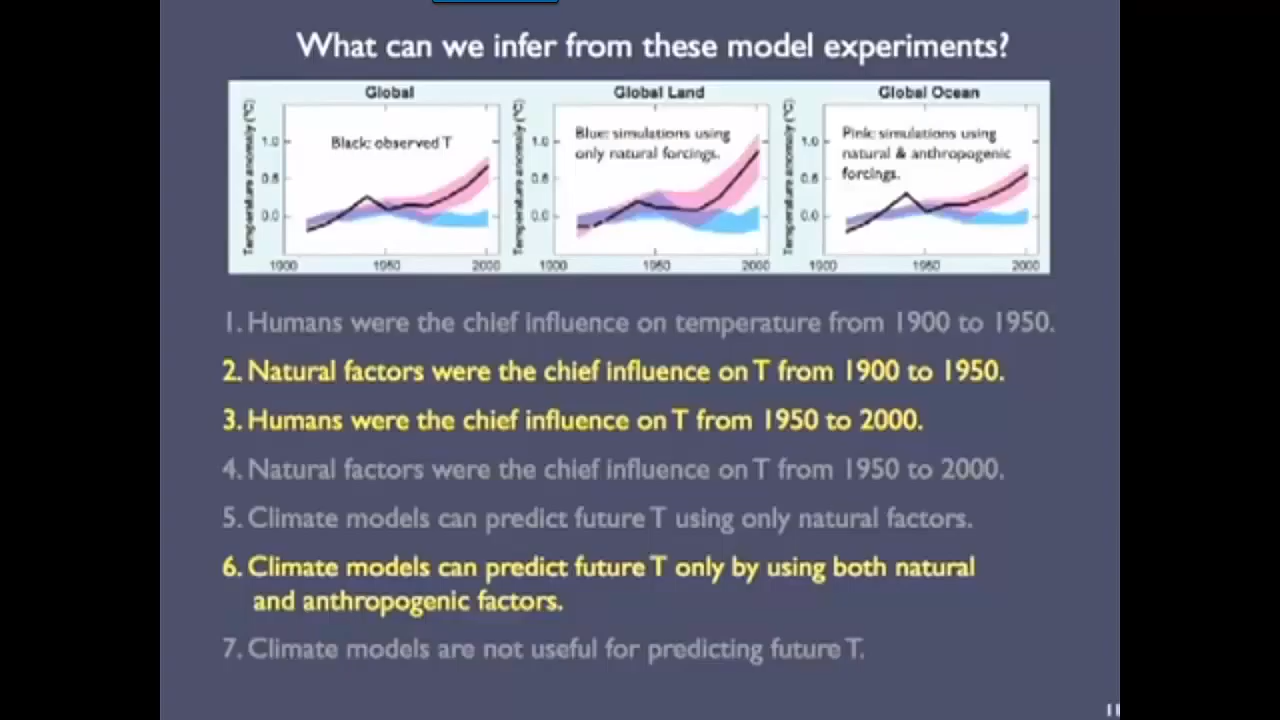 What can we infer from these model experiments?
Global
Global Land
Global Ocean
Temperature anomaly (°C)
1.0
0.5
0.0
Black: observed T
1900
1950
2000
Temperature anomaly (°C)
1.0
0.5
0.0
Blue: simulations using
only natural forcings.
1900
1950
2000
Temperature anomaly (°C)
1.0
0.5
0.0
Pink: simulations using
natural & anthropogenic
forcings.
1900
1950
2000
1. Humans were the chief influence on temperature from 1900 to 1950.
2. Natural factors were the chief influence on T from 1900 to 1950.
3. Humans were the chief influence on T from 1950 to 2000.
4. Natural factors were the chief influence on T from 1950 to 2000.
5. Climate models can predict future T using only natural factors.
6. Climate models can predict future T only by using both natural
and anthropogenic factors.
7. Climate models are not useful for predicting future T.